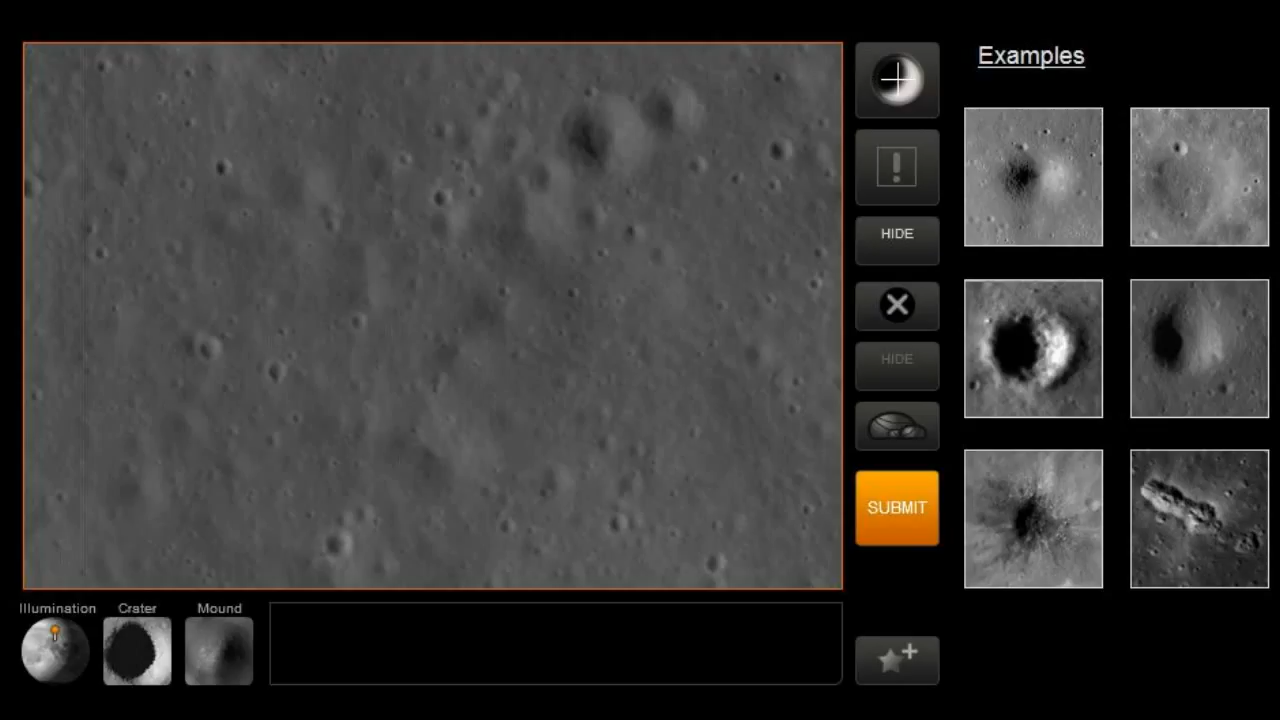 Examples
HIDE
HIDE
SUBMIT
Illumination
Crater
Mound